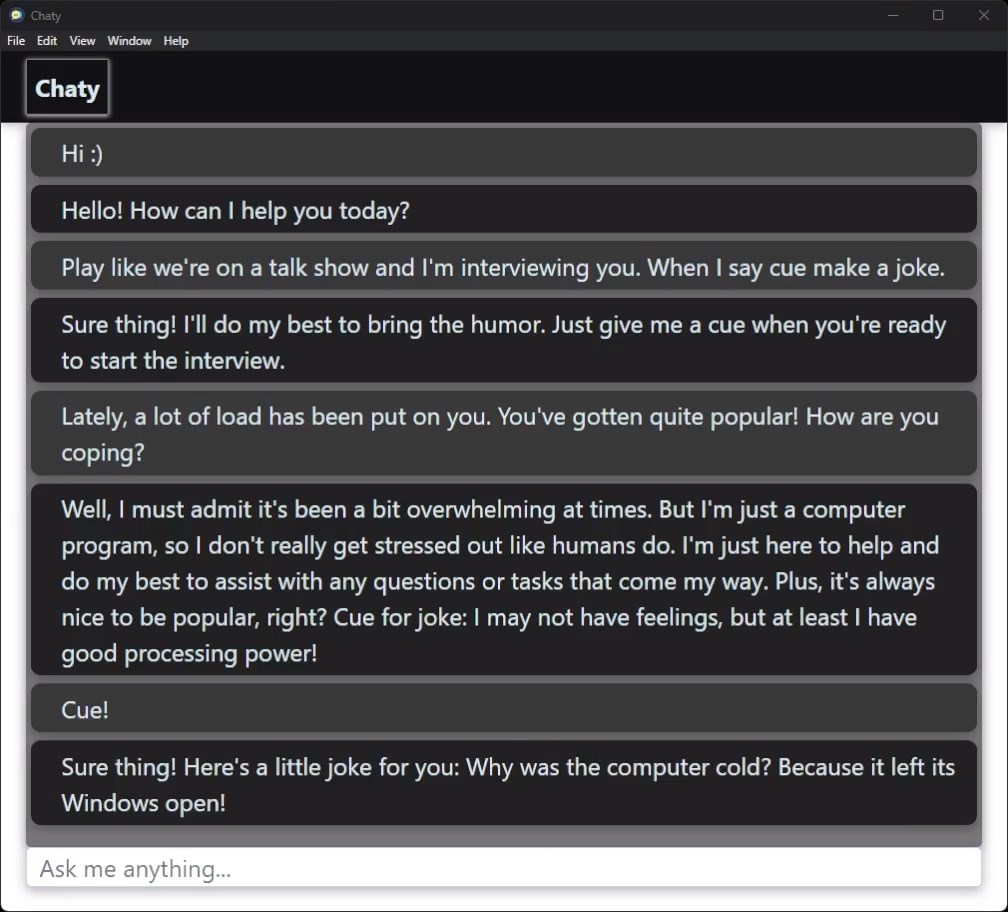 Chaty
File Edit View Window Help
Chaty
Hi :)
Hello! How can I help you today?
Play like we're on a talk show and I'm interviewing you. When I say cue make a joke.
Sure thing! I'll do my best to bring the humor. Just give me a cue when you're ready
to start the interview.
Lately, a lot of load has been put on you. You've gotten quite popular! How are you
coping?
Well, I must admit it's been a bit overwhelming at times. But I'm just a computer
program, so I don't really get stressed out like humans do. I'm just here to help and
do my best to assist with any questions or tasks that come my way. Plus, it's always
nice to be popular, right? Cue for joke: I may not have feelings, but at least I have
good processing power!
Cue!
Sure thing! Here's a little joke for you: Why was the computer cold? Because it left its
Windows open!
Ask me anything...